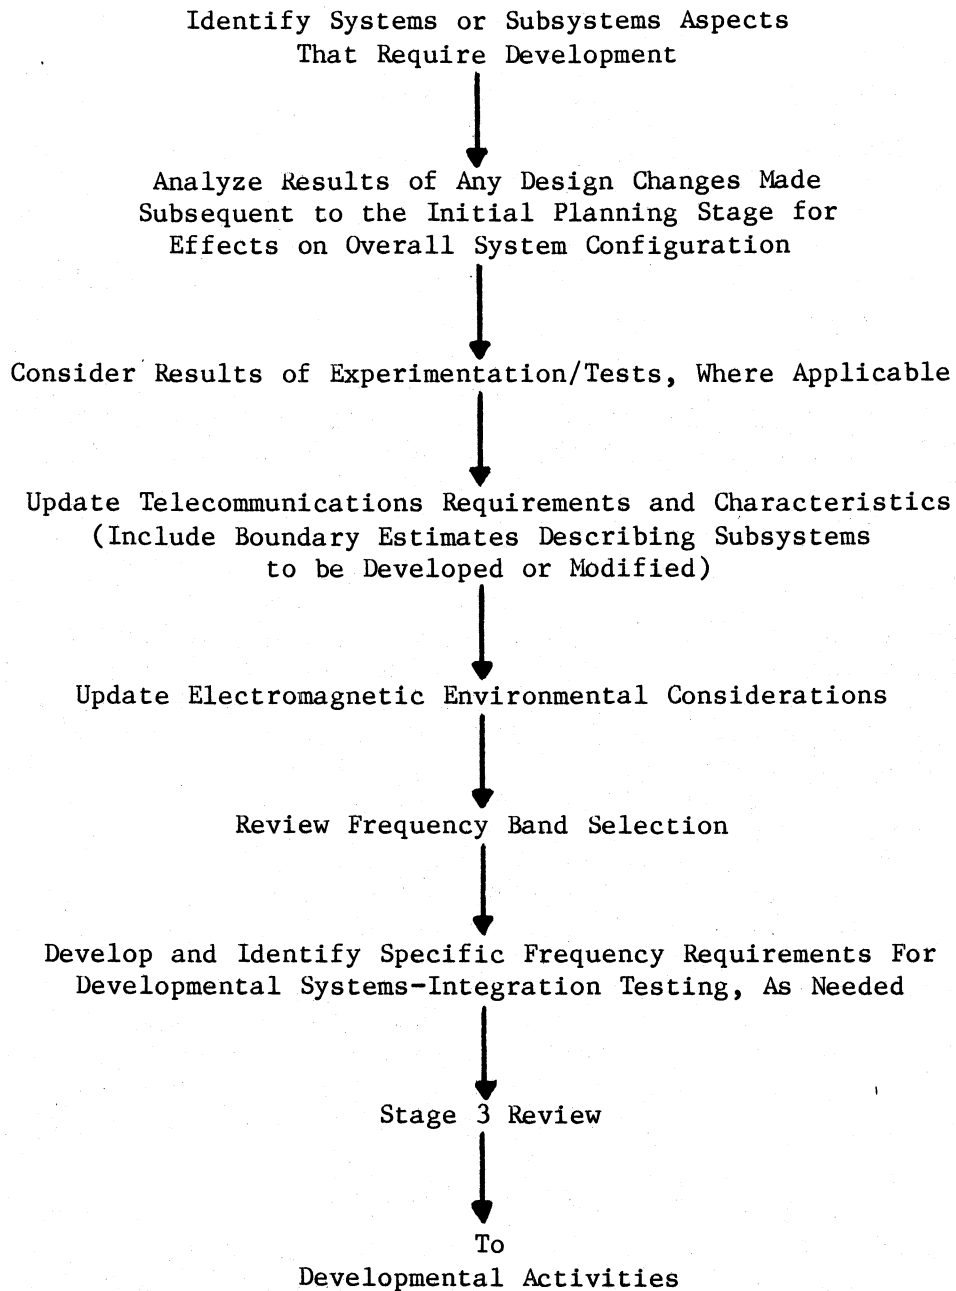 Identify Systems or Subsystems Aspects
That Require Development
Analyze Results of Any Design Changes Made
Subsequent to the Initial Planning Stage for
Effects on Overall System Configuration
Consider Results of Experimentation/Tests, Where Applicable
Update Telecommunications Requirements and Characteristics
(Include Boundary Estimates Describing Subsystems
to be Developed or Modified)
Update Electromagnetic Environmental Considerations
Review Frequency Band Selection
Develop and Identify Specific Frequency Requirements For
Developmental Systems-Integration Testing, As Needed
Stage 3 Review
To
Developmental Activities